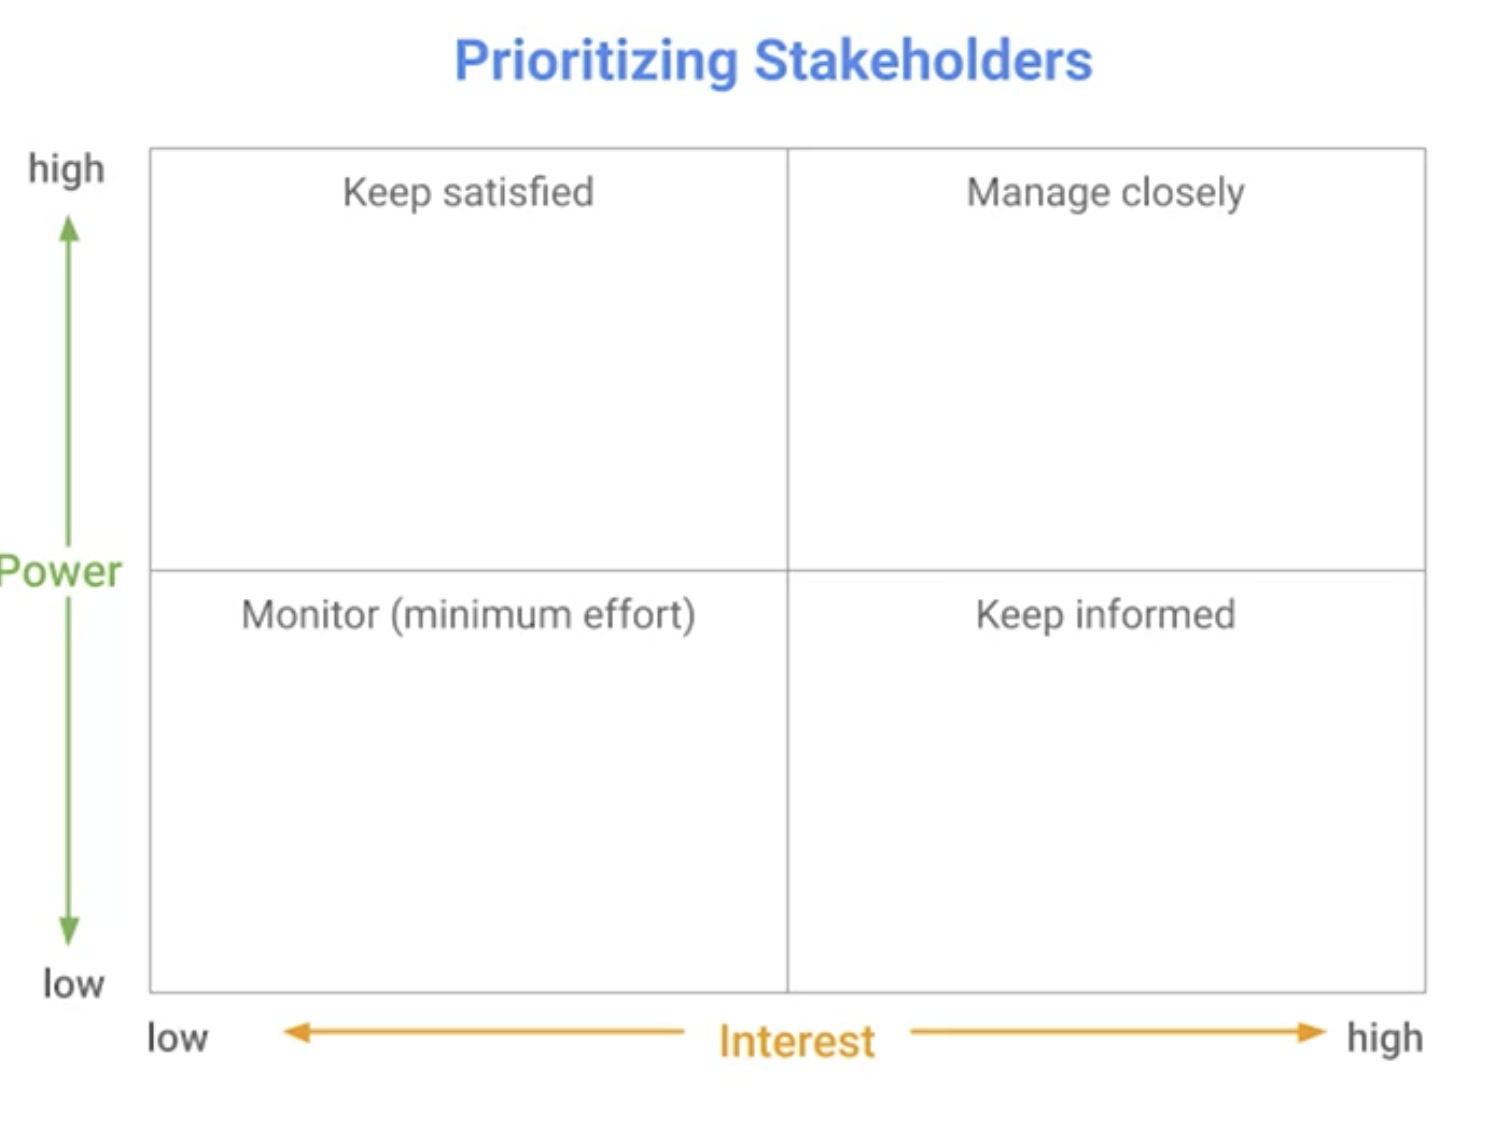 Prioritizing Stakeholders
high
Keep satisfied
Manage closely
Power
Monitor (minimum effort)
Keep informed
low
low
Interest
high